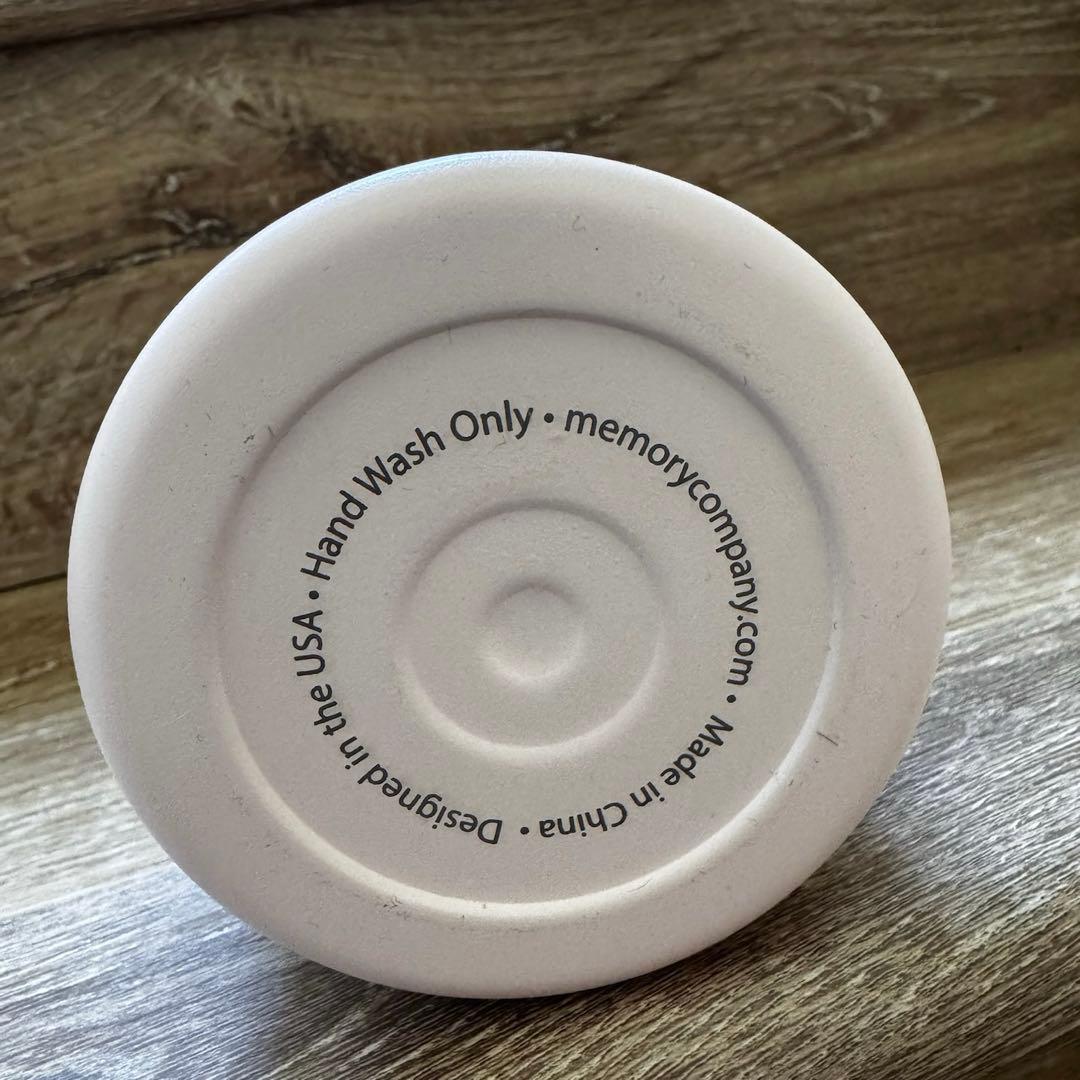 Designed in the USA • Hand Wash Only • memorycompany.com • Made in China •